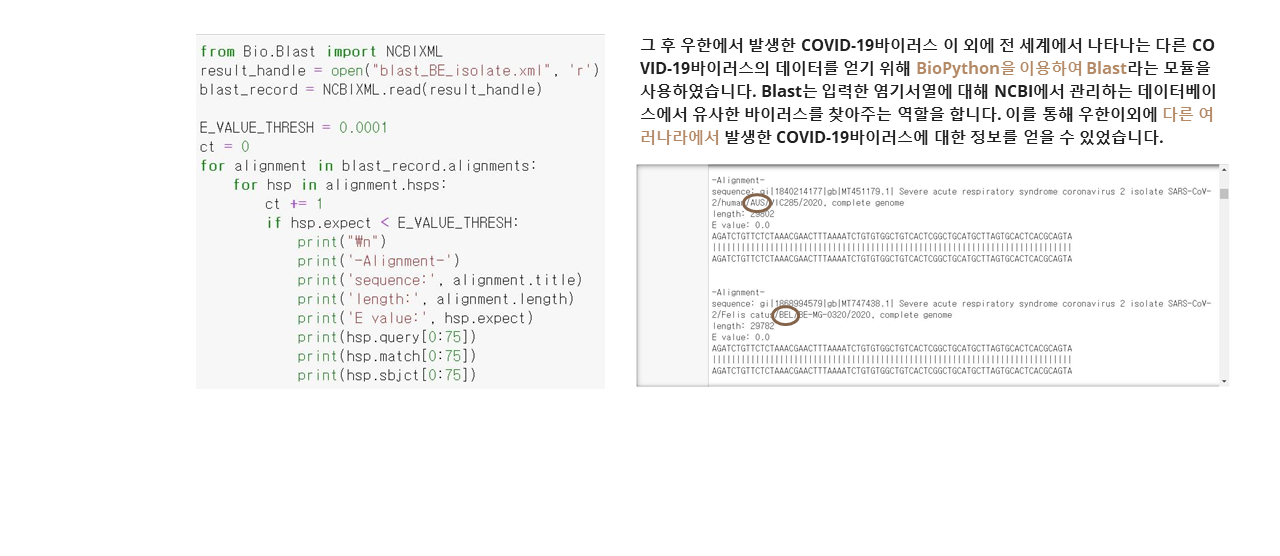 from Bio.Blast import NCBIXML
result_handle = open("blast_BE_isolate.xml", 'r')
blast_record = NCBIXML.read(result_handle)
E_VALUE_THRESH = 0.0001
ct = 0
for alignment in blast_record.alignments:
    for hsp in alignment.hsps:
        ct += 1
        if hsp.expect < E_VALUE_THRESH:
            print("₩n")
            print('-Alignment-')
            print('sequence:', alignment.title)
            print('length:', alignment.length)
            print('E value:', hsp.expect)
            print(hsp.query[0:75])
            print(hsp.match[0:75])
            print(hsp.sbjct[0:75])
그 후 우한에서 발생한 COVID-19바이러스 이 외에 전 세계에서 나타나는 다른 CO
VID-19바이러스의 데이터를 얻기 위해 BioPython을 이용하여 Blast라는 모듈을
사용하였습니다. Blast는 입력한 염기서열에 대해 NCBI에서 관리하는 데이터베이
스에서 유사한 바이러스를 찾아주는 역할을 합니다. 이를 통해 우한이외에 다른 여
러나라에서 발생한 COVID-19바이러스에 대한 정보를 얻을 수 있었습니다.
-Alignment-
sequence: gi|1840214177|gb|MT451179.1| Severe acute respiratory syndrome coronavirus 2 isolate SARS-CoV-
2/human/AUS/VIC285/2020, complete genome
length: 29802
E value: 0.0
AGATCTGTTCTCTAAACGAACTTTAAAATCTGTGTGGCTGTCACTCGGCTGCATGCTTAGTGCACTCACGCAGTA
|||||||||||||||||||||||||||||||||||||||||||||||||||||||||||||||||||||||||||
AGATCTGTTCTCTAAACGAACTTTAAAATCTGTGTGGCTGTCACTCGGCTGCATGCTTAGTGCACTCACGCAGTA
-Alignment-
sequence: gi|1868994579|gb|MT747438.1| Severe acute respiratory syndrome coronavirus 2 isolate SARS-CoV-
2/Felis catus/BEL/BE-MG-0320/2020, complete genome
length: 29782
E value: 0.0
AGATCTGTTCTCTAAACGAACTTTAAAATCTGTGTGGCTGTCACTCGGCTGCATGCTTAGTGCACTCACGCAGTA
|||||||||||||||||||||||||||||||||||||||||||||||||||||||||||||||||||||||||||
AGATCTGTTCTCTAAACGAACTTTAAAATCTGTGTGGCTGTCACTCGGCTGCATGCTTAGTGCACTCACGCAGTA